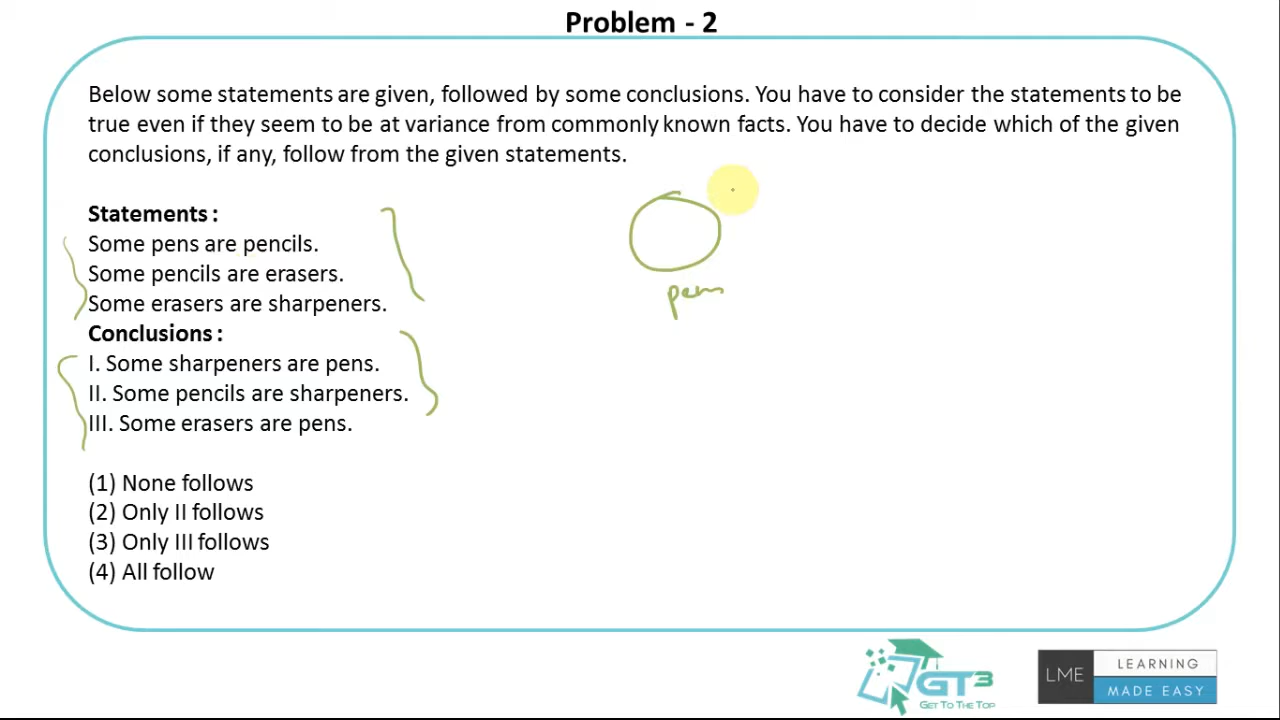 Problem - 2
Below some statements are given, followed by some conclusions. You have to consider the statements to be
true even if they seem to be at variance from commonly known facts. You have to decide which of the given
conclusions, if any, follow from the given statements.
Statements :
Some pens are pencils.
Some pencils are erasers.
Some erasers are sharpeners.
Conclusions :
I. Some sharpeners are pens.
II. Some pencils are sharpeners.
III. Some erasers are pens.
(1) None follows
(2) Only II follows
(3) Only III follows
(4) All follow
pens
GT3
GET TO THE TOP
LME
LEARNING
MADE EASY